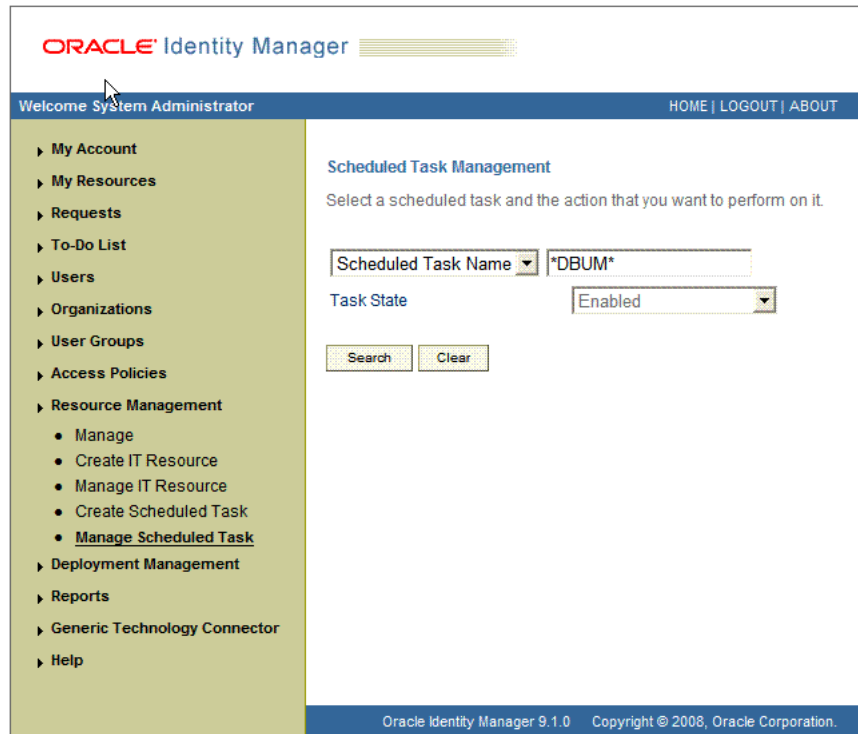 ORACLE Identity Manager
Welcome System Administrator
HOME | LOGOUT | ABOUT
My Account
My Resources
Requests
To-Do List
Users
Organizations
User Groups
Access Policies
Resource Management
Manage
Create IT Resource
Manage IT Resource
Create Scheduled Task
Manage Scheduled Task
Deployment Management
Reports
Generic Technology Connector
Help
Scheduled Task Management
Select a scheduled task and the action that you want to perform on it.
Scheduled Task Name *DBUM*
Task State Enabled
Search Clear
Oracle Identity Manager 9.1.0 Copyright © 2008, Oracle Corporation.